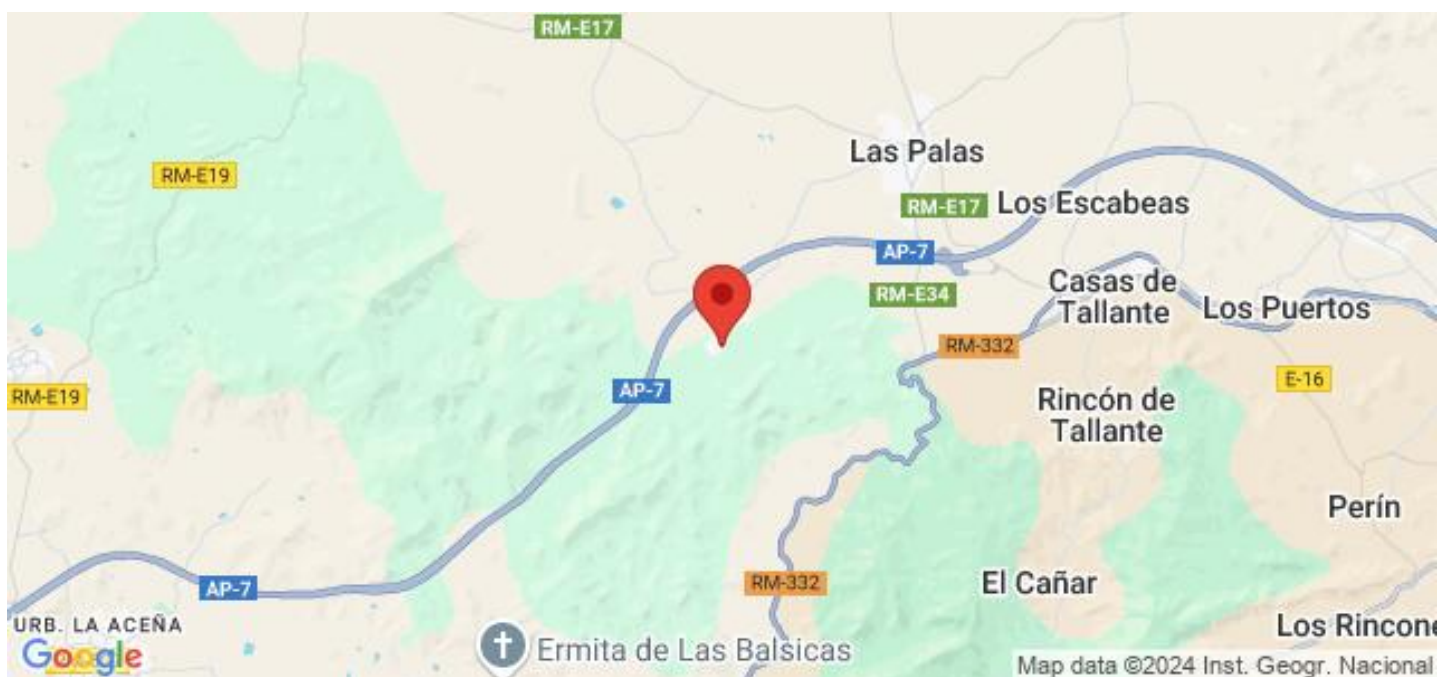 RM-E17
Las Palas
RM-E19
RM-E17
Los Escabeas
AP-7
Casas de
Tallante
RM-E34
Los Puertos
RM-332
AP-7
E-16
RM-E19
Rincón de
Tallante
Perín
AP-7
RM-332
El Cañar
URB. LA ACEÑA
Los Rincone
Ermita de Las Balsicas
Google
Map data ©2024 Inst. Geogr. Nacional